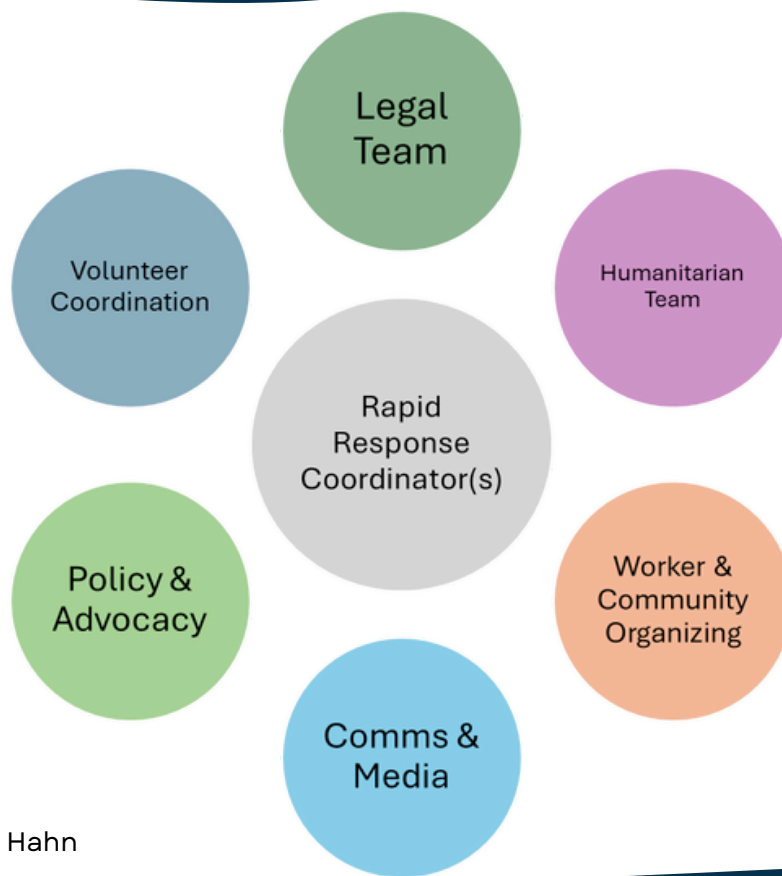 Legal
Team
Volunteer
Coordination
Humanitarian
Team
Rapid
Response
Coordinator(s)
Policy &
Advocacy
Worker &
Community
Organizing
Comms &
Media
Hahn